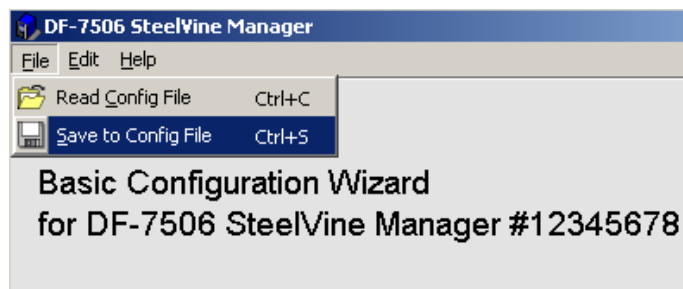 DF-7506 SteelVine Manager
File Edit Help
Read Config File Ctrl+C
Save to Config File Ctrl+S
Basic Configuration Wizard
for DF-7506 SteelVine Manager #12345678